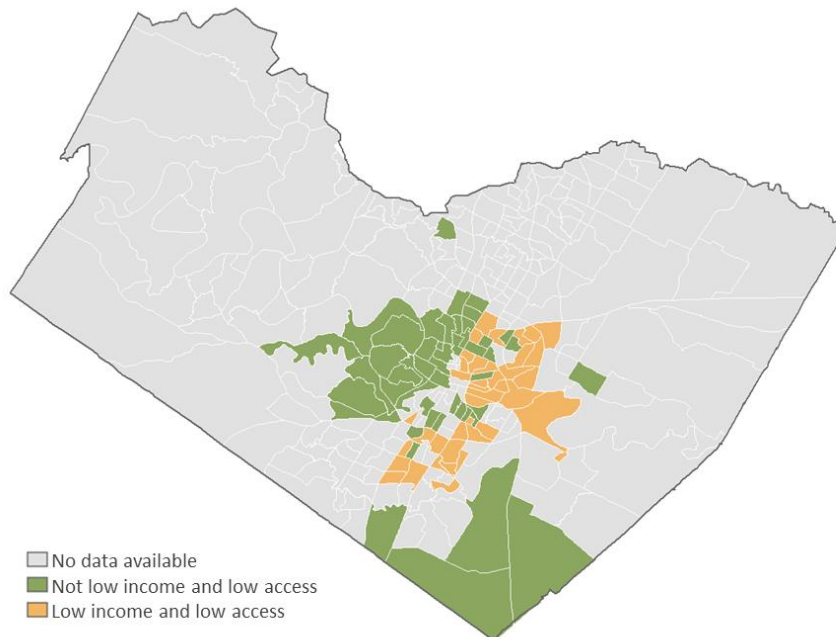 No data available
Not low income and low access
Low income and low access